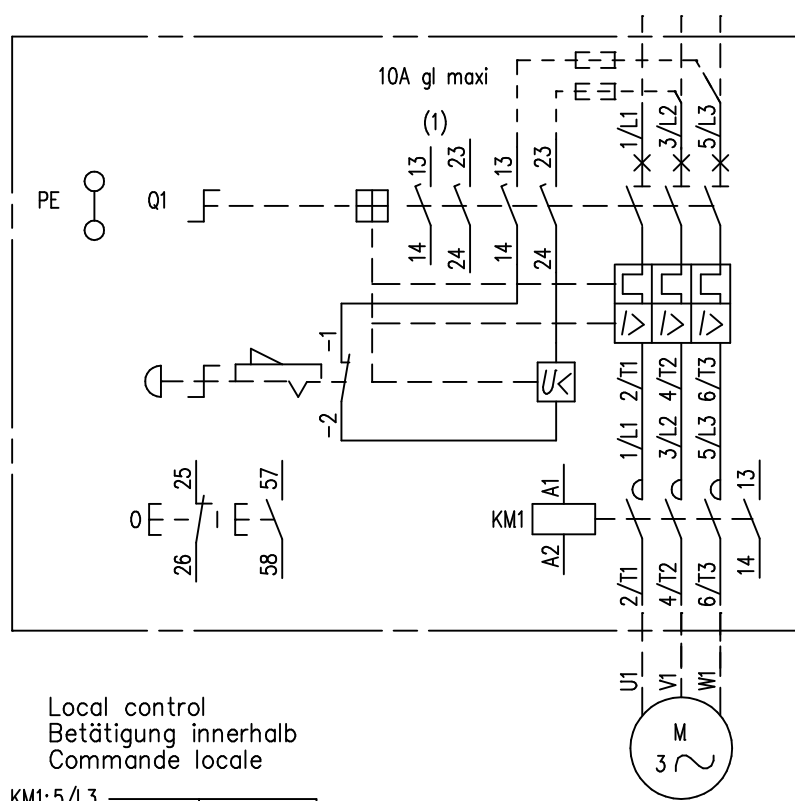 10A gl maxi
(1)
1/L1
3/L2
5/L3
13
23
13
23
PE
Q1
14
24
14
24
I>
I>
I>
-1
U<
-2
2/T1
4/T2
6/T3
1/L1
3/L2
5/L3
25
57
A1
13
0
I
KM1
26
58
A2
14
2/T1
4/T2
6/T3
U1
V1
W1
M
3
Local control
Betätigung innerhalb
Commande locale
KM1:5/L3